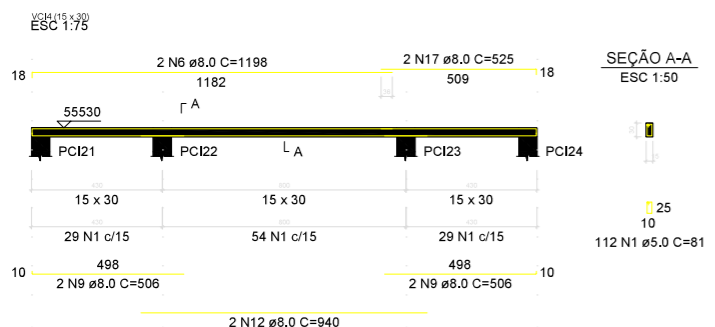 VCI4 (15 x 30)
ESC 1:75
2 N6 ø8.0 C=1198
2 N17 ø8.0 C=525
18
1182
509
18
SEÇÃO A-A
ESC 1:50
55530
A
A
PCI21
PCI22
PCI23
PCI24
15 x 30
15 x 30
15 x 30
29 N1 c/15
54 N1 c/15
29 N1 c/15
25
10
112 N1 ø5.0 C=81
10
498
498
10
2 N9 ø8.0 C=506
2 N9 ø8.0 C=506
2 N12 ø8.0 C=940